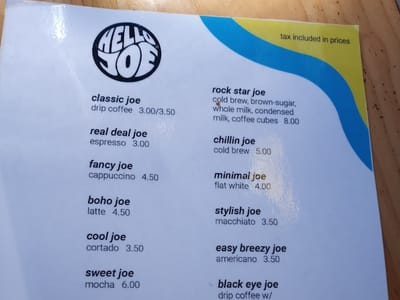 HELLO
JOE
tax included in prices
classic joe
drip coffee 3.00/3.50
real deal joe
espresso 3.00
fancy joe
cappuccino 4.50
boho joe
latte 4.50
cool joe
cortado 3.50
sweet joe
mocha 6.00
rock star joe
cold brew, brown-sugar,
whole milk, condensed
milk, coffee cubes 8.00
chillin joe
cold brew 5.00
minimal joe
flat white 4.00
stylish joe
macchiato 3.50
easy breezy joe
americano 3.50
black eye joe
drip coffee w/